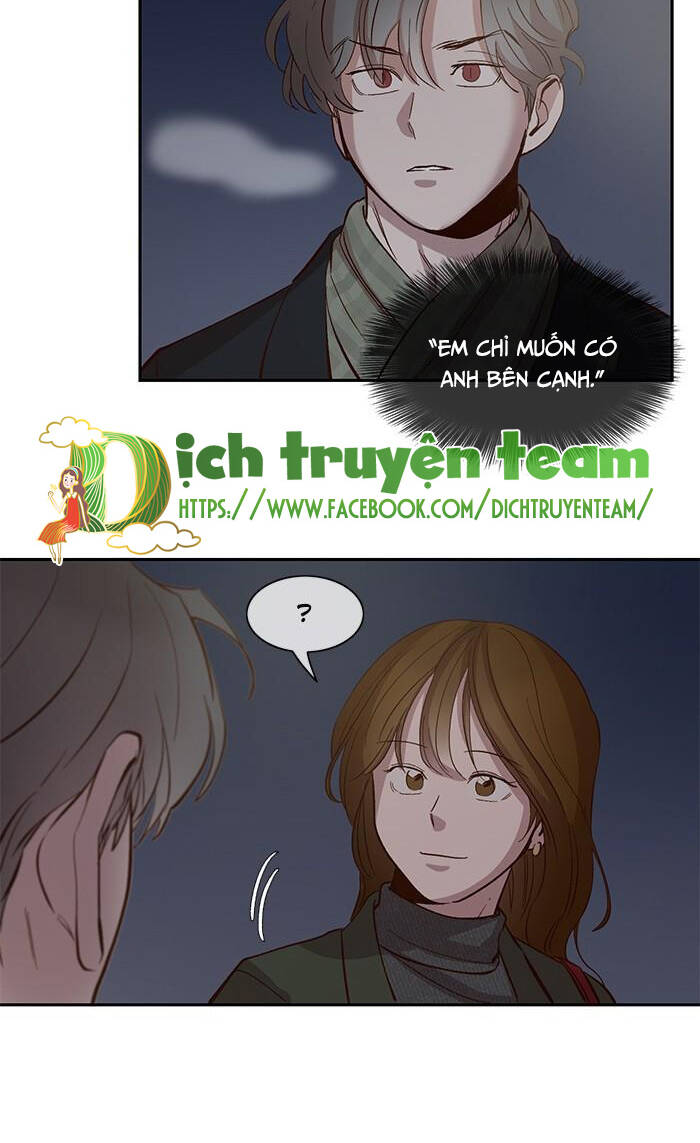 “EM CHỈ MUỐN CÓ
ANH BÊN CẠNH.”
Dịch truyện team
HTTPS://WWW.FACEBOOK.COM/DICHTRUYENTEAM/
?